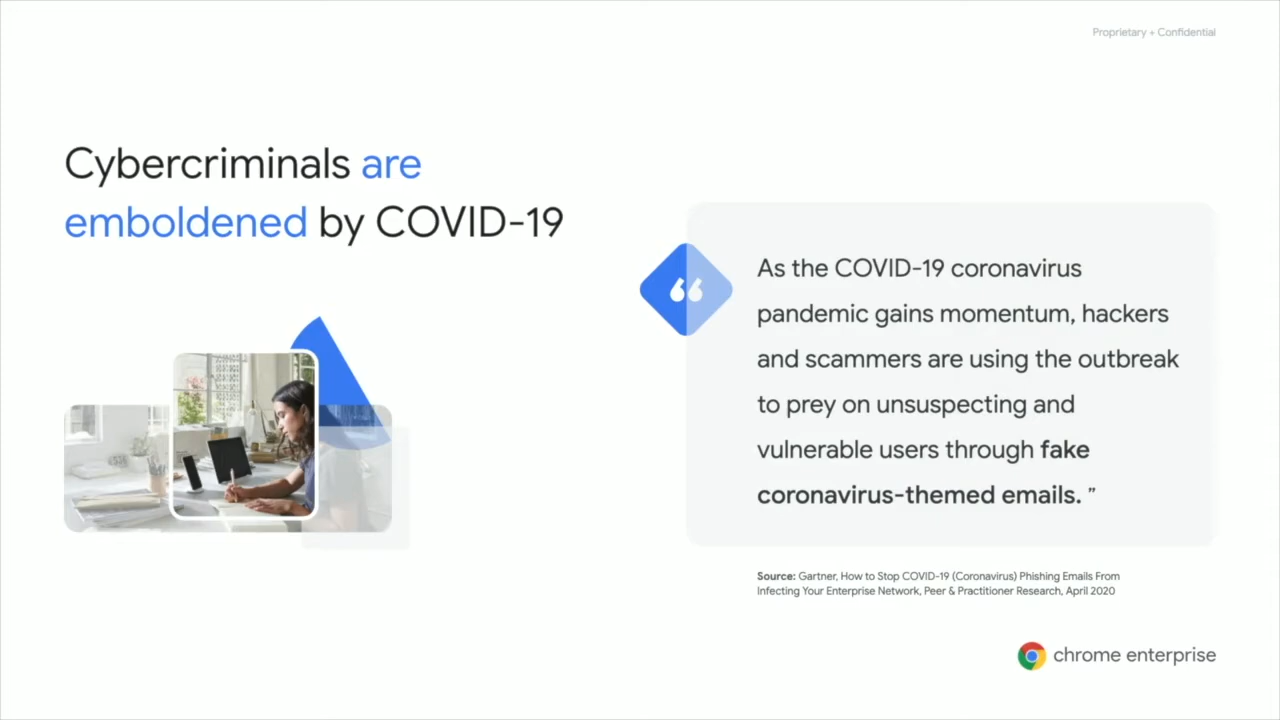 Proprietary + Confidential
Cybercriminals are
emboldened by COVID-19
“
As the COVID-19 coronavirus
pandemic gains momentum, hackers
and scammers are using the outbreak
to prey on unsuspecting and
vulnerable users through fake
coronavirus-themed emails. ”
Source: Gartner, How to Stop COVID-19 (Coronavirus) Phishing Emails From
Infecting Your Enterprise Network, Peer & Practitioner Research, April 2020
chrome enterprise